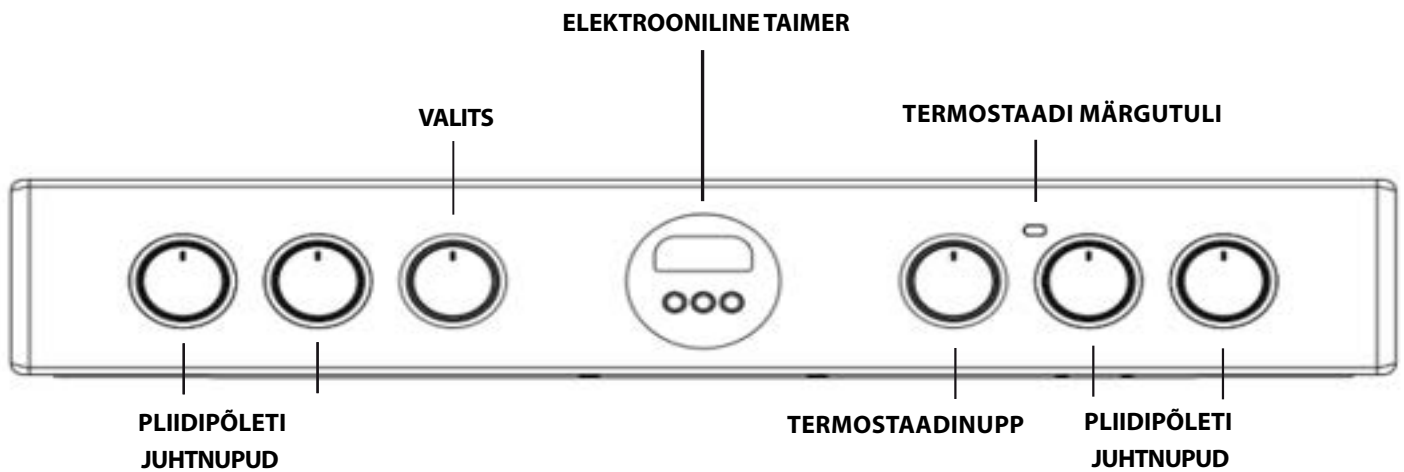 ELEKTROONILINE TAIMER
VALITS
TERMOSTAADI MÄRGUTULI
PLIIDIPÕLETI
JUHTNUPUD
TERMOSTAADINUPP
PLIIDIPÕLETI
JUHTNUPUD